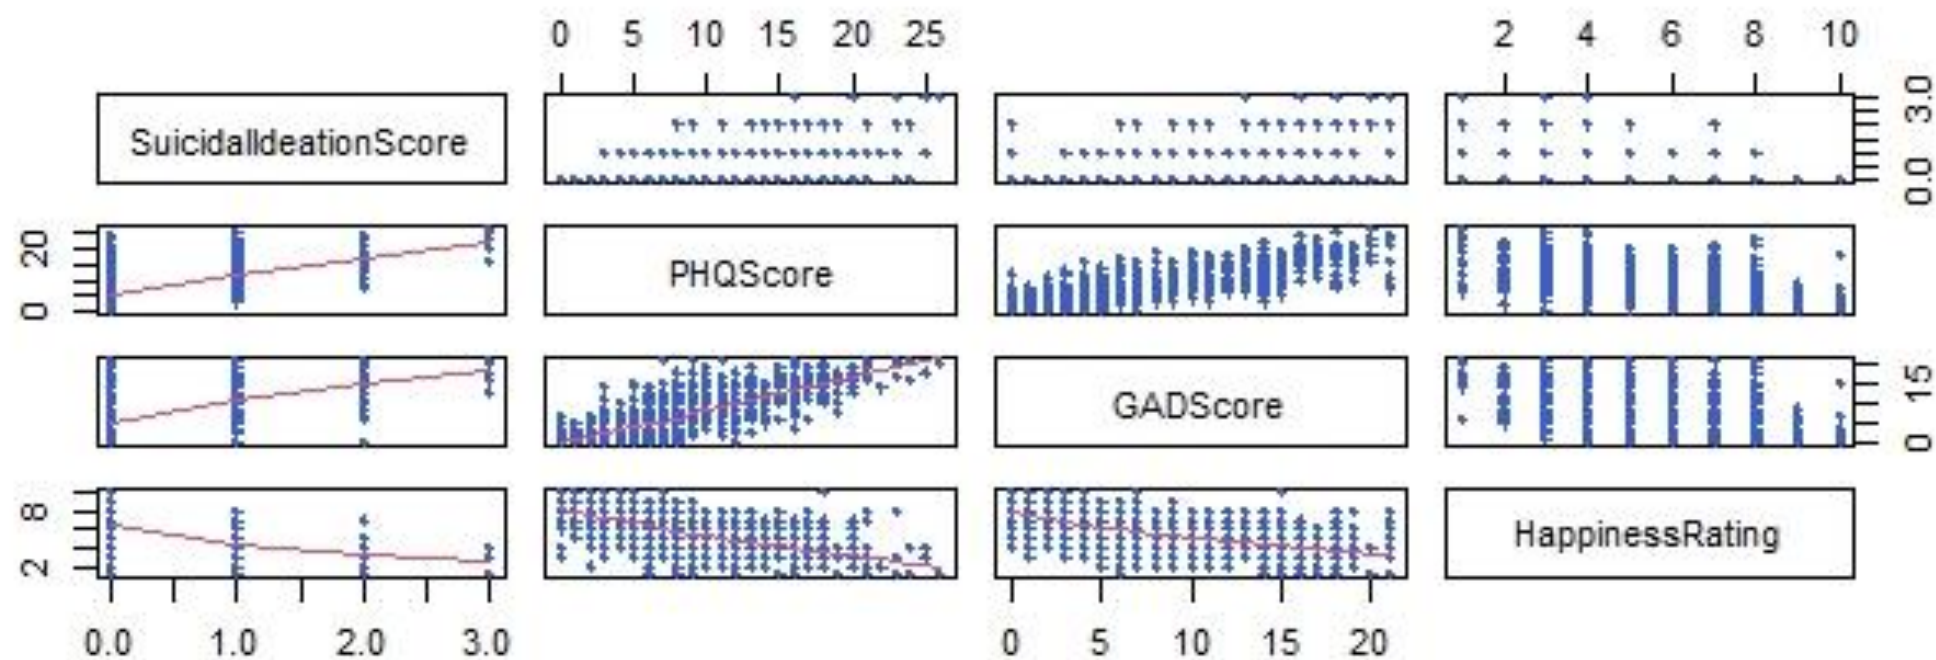 0 5 10 15 20 25
2 4 6 8 10
SuicidalIdeationScore
0.0 3.0
0 20
PHQScore
GADScore
0 15
2 8
HappinessRating
0.0 1.0 2.0 3.0
0 5 10 15 20